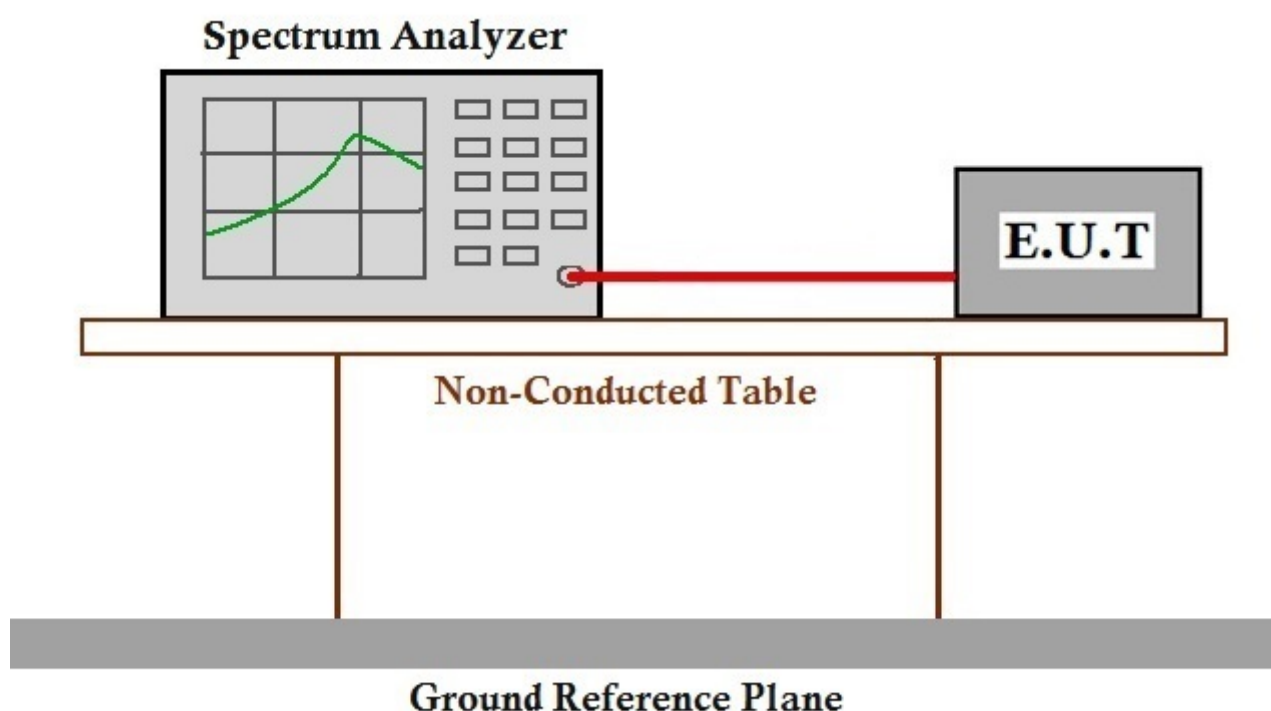 Spectrum Analyzer
E.U.T
Non-Conducted Table
Ground Reference Plane